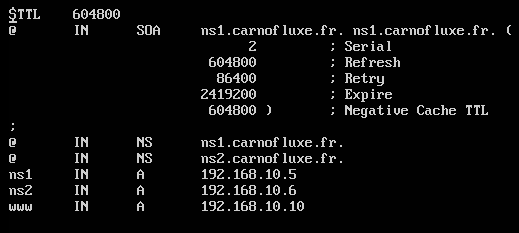 $TTL    604800
@       IN      SOA     ns1.carnofluxe.fr. ns1.carnofluxe.fr. (
                              2         ; Serial
                         604800         ; Refresh
                          86400         ; Retry
                        2419200         ; Expire
                         604800 )       ; Negative Cache TTL
;
@       IN      NS      ns1.carnofluxe.fr.
@       IN      NS      ns2.carnofluxe.fr.
ns1     IN      A       192.168.10.5
ns2     IN      A       192.168.10.6
www     IN      A       192.168.10.10